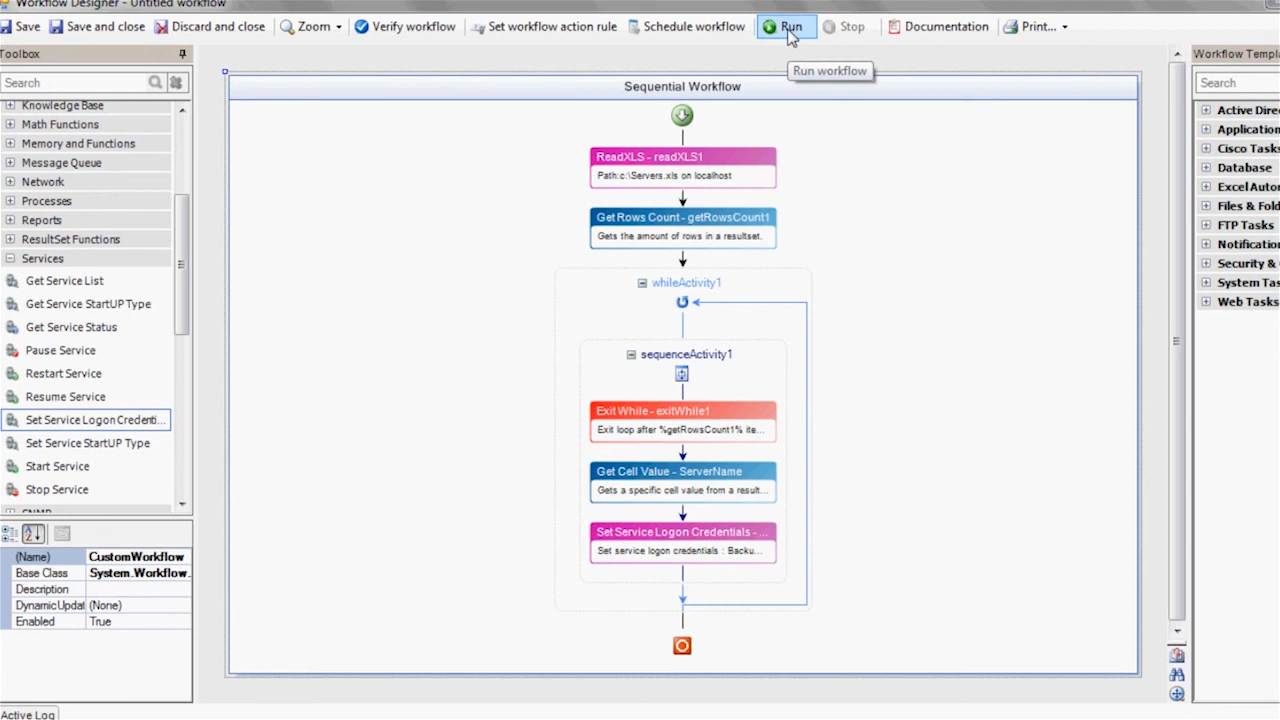 Workflow Designer - Untitled workflow
Save Save and close Discard and close Zoom Verify workflow Set workflow action rule Schedule workflow Run Stop Documentation Print...
Toolbox
Search
Knowledge Base
Math Functions
Memory and Functions
Message Queue
Network
Processes
Reports
ResultSet Functions
Services
Get Service List
Get Service StartUP Type
Get Service Status
Pause Service
Restart Service
Resume Service
Set Service Logon Credenti...
Set Service StartUP Type
Start Service
Stop Service
SNMP
(Name) CustomWorkflow
Base Class System.Workflow.
Description
DynamicUpdat (None)
Enabled True
Active Log
Run workflow
Sequential Workflow
ReadXLS - readXLS1
Path:c:\Servers.xls on localhost
Get Rows Count - getRowsCount1
Gets the amount of rows in a resultset.
whileActivity1
sequenceActivity1
Exit While - exitWhile1
Exit loop after %getRowsCount1% ite...
Get Cell Value - ServerName
Gets a specific cell value from a result...
Set Service Logon Credentials - ...
Set service logon credentials : Backu...
Workflow Templa
Search
Active Direc
Application
Cisco Tasks
Database
Excel Autor
Files & Fold
FTP Tasks
Notification
Security &
System Tas
Web Tasks